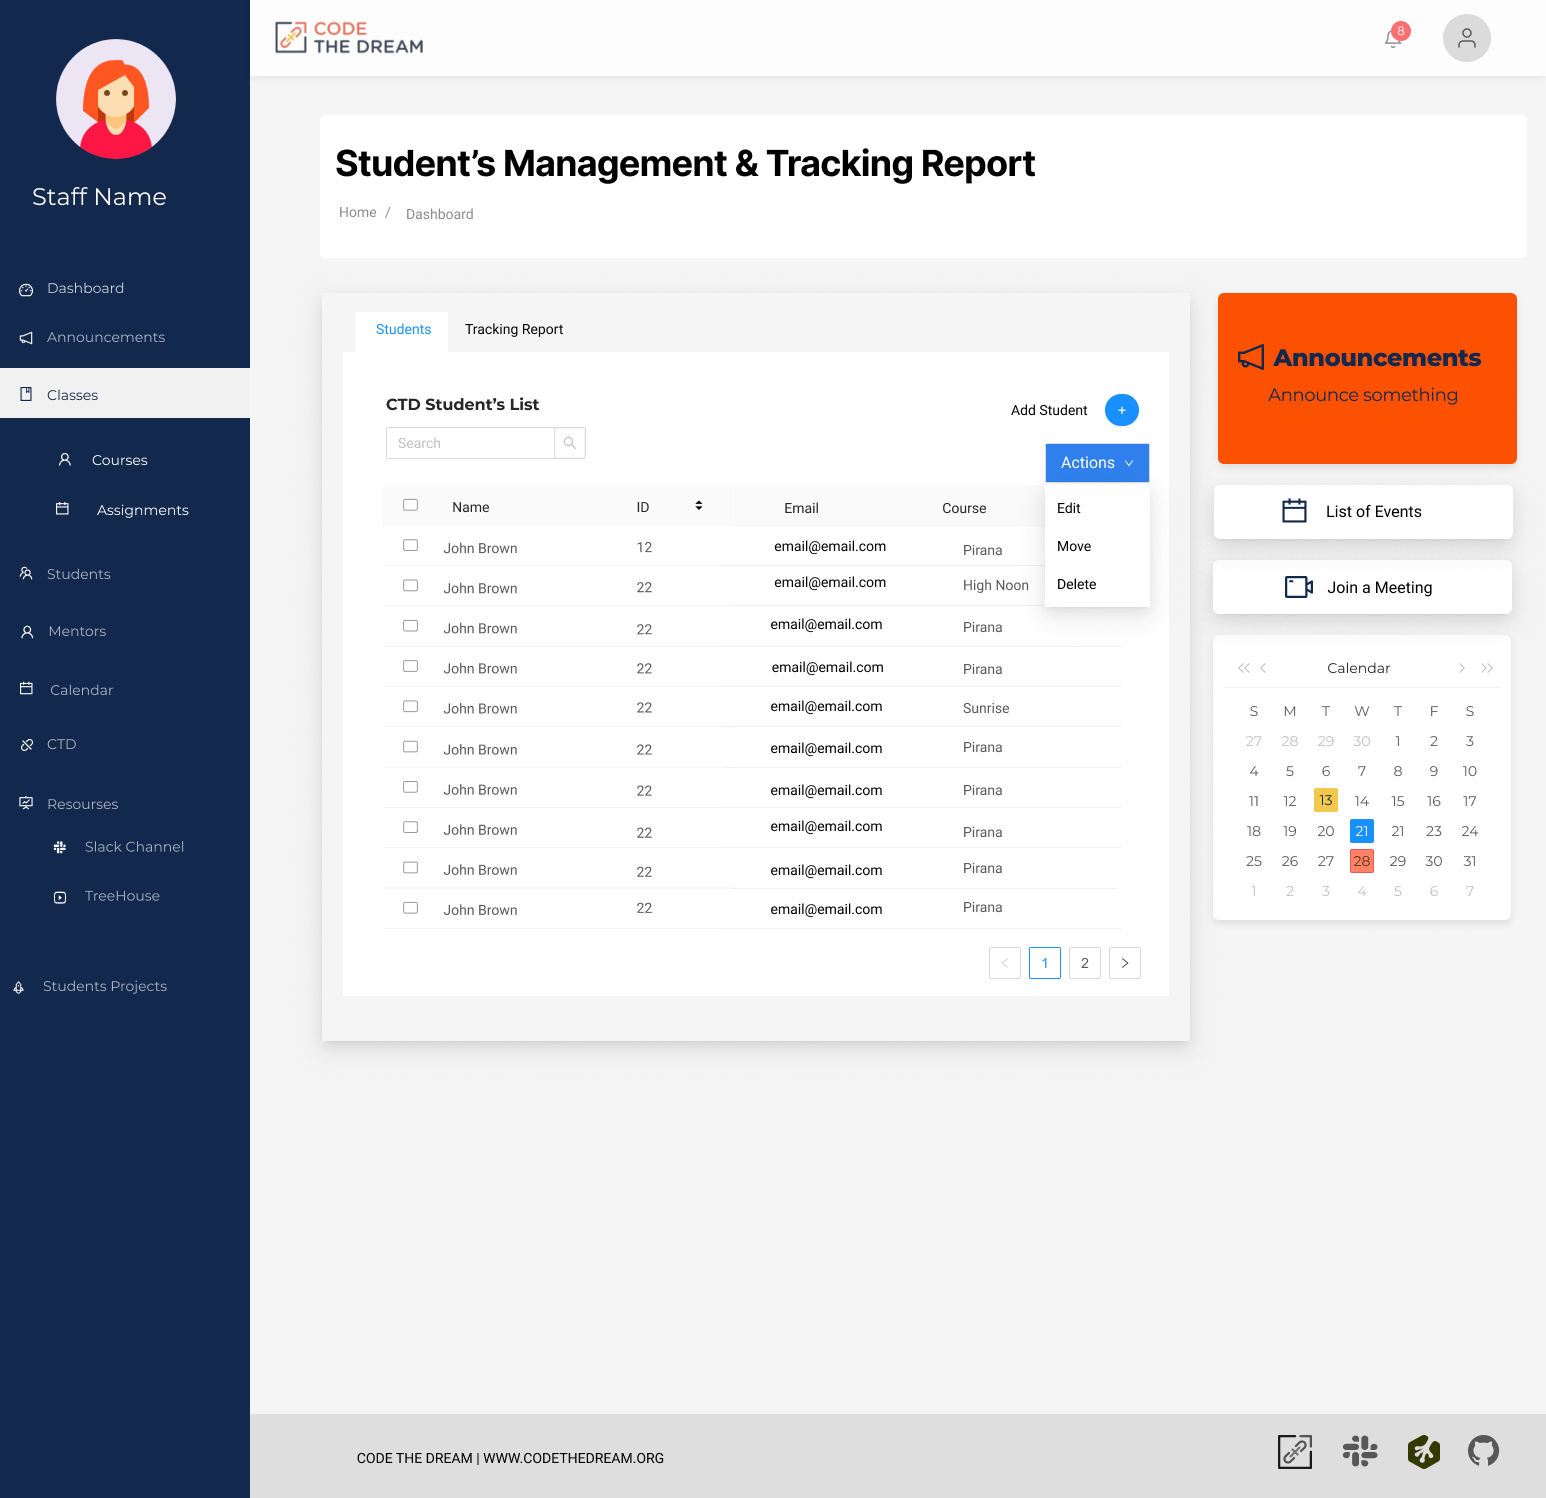 CODE
THE DREAM
8
Staff Name
Dashboard
Announcements
Classes
Courses
Assignments
Students
Mentors
Calendar
CTD
Resourses
Slack Channel
TreeHouse
Students Projects
Student’s Management & Tracking Report
Home / Dashboard
Students Tracking Report
CTD Student’s List
Add Student +
Search
Actions
Edit
Move
Delete
Name ID Email Course
John Brown 12 email@email.com Pirana
John Brown 22 email@email.com High Noon
John Brown 22 email@email.com Pirana
John Brown 22 email@email.com Pirana
John Brown 22 email@email.com Sunrise
John Brown 22 email@email.com Pirana
John Brown 22 email@email.com Pirana
John Brown 22 email@email.com Pirana
John Brown 22 email@email.com Pirana
John Brown 22 email@email.com Pirana
< 1 2 >
Announcements
Announce something
List of Events
Join a Meeting
Calendar
S M T W T F S
27 28 29 30 1 2 3
4 5 6 7 8 9 10
11 12 13 14 15 16 17
18 19 20 21 21 23 24
25 26 27 28 29 30 31
1 2 3 4 5 6 7
CODE THE DREAM | WWW.CODETHEDREAM.ORG